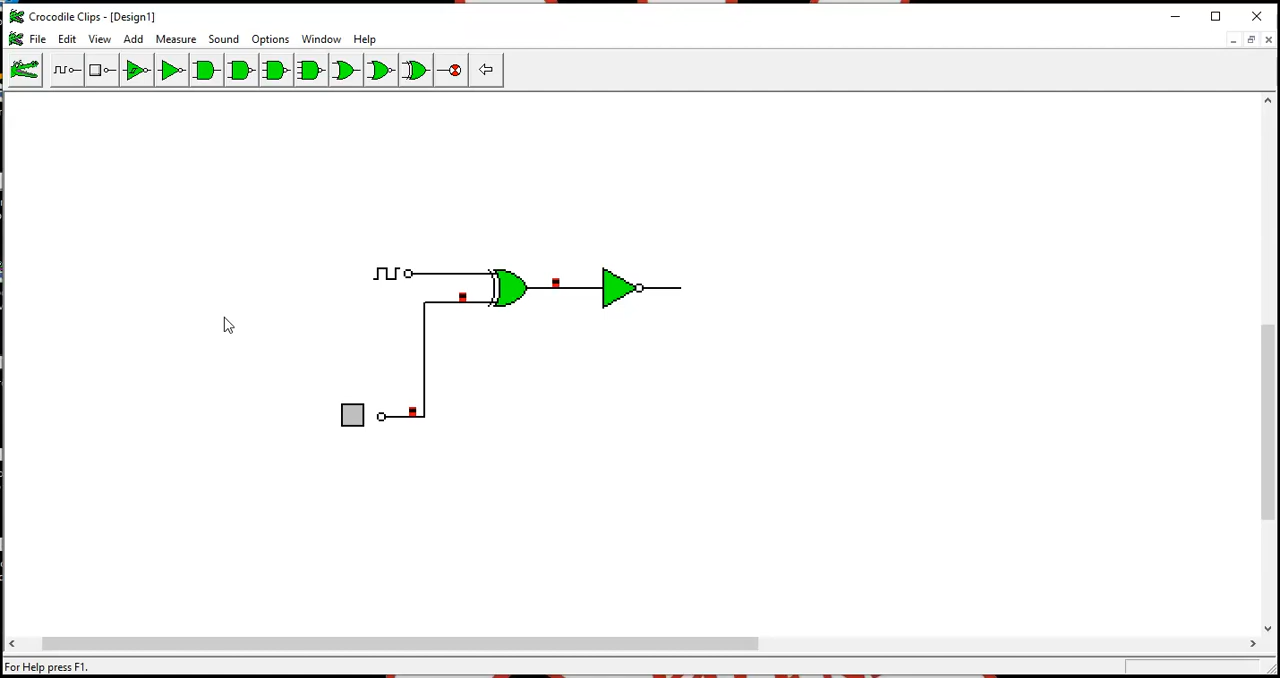 Crocodile Clips - [Design1]
File Edit View Add Measure Sound Options Window Help
For Help press F1.